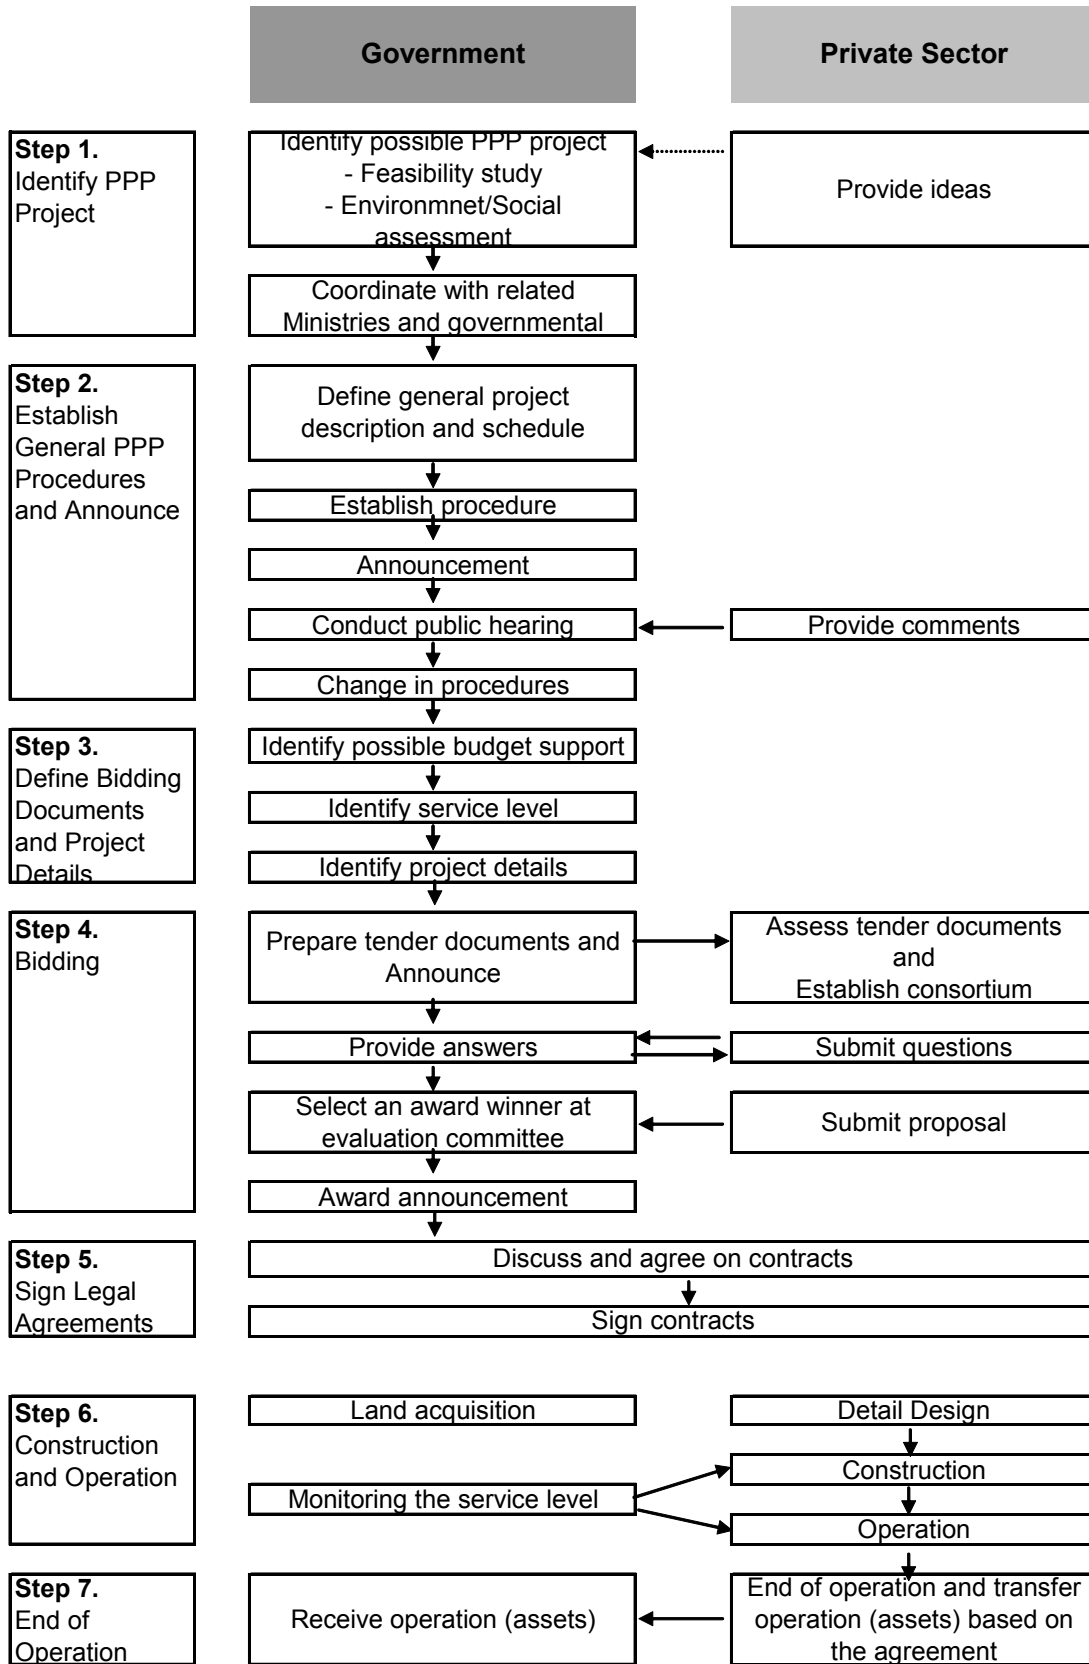 Government
Private Sector
Step 1.
Identify PPP
Project
Identify possible PPP project
- Feasibility study
- Environmnet/Social
assessment
Provide ideas
Coordinate with related
Ministries and governmental
Step 2.
Establish
General PPP
Procedures
and Announce
Define general project
description and schedule
Establish procedure
Announcement
Conduct public hearing
Provide comments
Change in procedures
Step 3.
Define Bidding
Documents
and Project
Details
Identify possible budget support
Identify service level
Identify project details
Step 4.
Bidding
Prepare tender documents and
Announce
Assess tender documents
and
Establish consortium
Provide answers
Submit questions
Select an award winner at
evaluation committee
Submit proposal
Award announcement
Step 5.
Sign Legal
Agreements
Discuss and agree on contracts
Sign contracts
Step 6.
Construction
and Operation
Land acquisition
Detail Design
Construction
Monitoring the service level
Operation
Step 7.
End of
Operation
Receive operation (assets)
End of operation and transfer
operation (assets) based on
the agreement